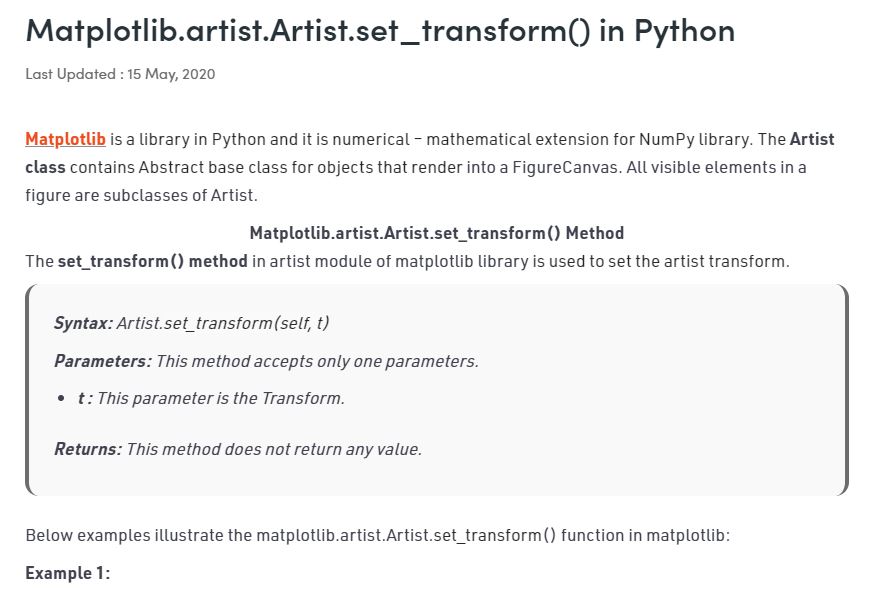 Matplotlib.artist.Artist.set_transform() in Python
Last Updated : 15 May, 2020
Matplotlib is a library in Python and it is numerical – mathematical extension for NumPy library. The Artist
class contains Abstract base class for objects that render into a FigureCanvas. All visible elements in a
figure are subclasses of Artist.
Matplotlib.artist.Artist.set_transform() Method
The set_transform() method in artist module of matplotlib library is used to set the artist transform.
Syntax: Artist.set_transform(self, t)
Parameters: This method accepts only one parameters.
• t : This parameter is the Transform.
Returns: This method does not return any value.
Below examples illustrate the matplotlib.artist.Artist.set_transform() function in matplotlib:
Example 1: